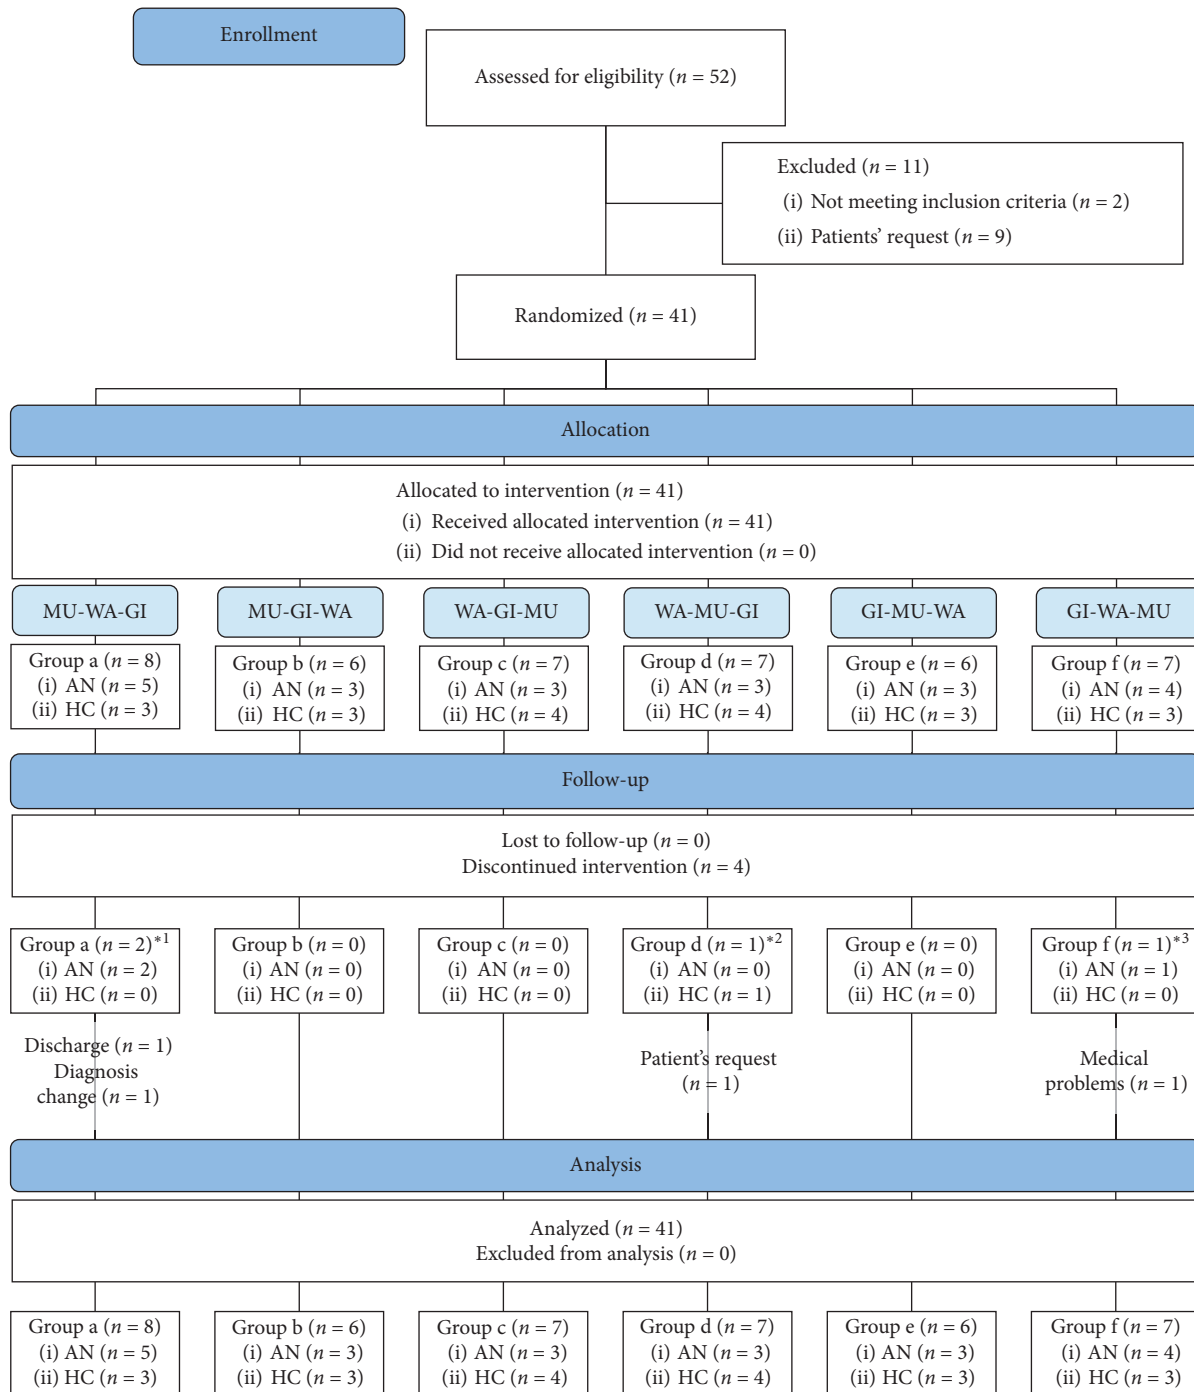 Enrollment
Assessed for eligibility (n = 52)
Excluded (n = 11)
(i) Not meeting inclusion criteria (n = 2)
(ii) Patients' request (n = 9)
Randomized (n = 41)
Allocation
Allocated to intervention (n = 41)
(i) Received allocated intervention (n = 41)
(ii) Did not receive allocated intervention (n = 0)
MU-WA-GI
MU-GI-WA
WA-GI-MU
WA-MU-GI
GI-MU-WA
GI-WA-MU
Group a (n = 8)
(i) AN (n = 5)
(ii) HC (n = 3)
Group b (n = 6)
(i) AN (n = 3)
(ii) HC (n = 3)
Group c (n = 7)
(i) AN (n = 3)
(ii) HC (n = 4)
Group d (n = 7)
(i) AN (n = 3)
(ii) HC (n = 4)
Group e (n = 6)
(i) AN (n = 3)
(ii) HC (n = 3)
Group f (n = 7)
(i) AN (n = 4)
(ii) HC (n = 3)
Follow-up
Lost to follow-up (n = 0)
Discontinued intervention (n = 4)
Group a (n = 2)*1
(i) AN (n = 2)
(ii) HC (n = 0)
Group b (n = 0)
(i) AN (n = 0)
(ii) HC (n = 0)
Group c (n = 0)
(i) AN (n = 0)
(ii) HC (n = 0)
Group d (n = 1)*2
(i) AN (n = 0)
(ii) HC (n = 1)
Group e (n = 0)
(i) AN (n = 0)
(ii) HC (n = 0)
Group f (n = 1)*3
(i) AN (n = 1)
(ii) HC (n = 0)
Discharge (n = 1)
Diagnosis
change (n = 1)
Patient's request
(n = 1)
Medical
problems (n = 1)
Analysis
Analyzed (n = 41)
Excluded from analysis (n = 0)
Group a (n = 8)
(i) AN (n = 5)
(ii) HC (n = 3)
Group b (n = 6)
(i) AN (n = 3)
(ii) HC (n = 3)
Group c (n = 7)
(i) AN (n = 3)
(ii) HC (n = 4)
Group d (n = 7)
(i) AN (n = 3)
(ii) HC (n = 4)
Group e (n = 6)
(i) AN (n = 3)
(ii) HC (n = 3)
Group f (n = 7)
(i) AN (n = 4)
(ii) HC (n = 3)